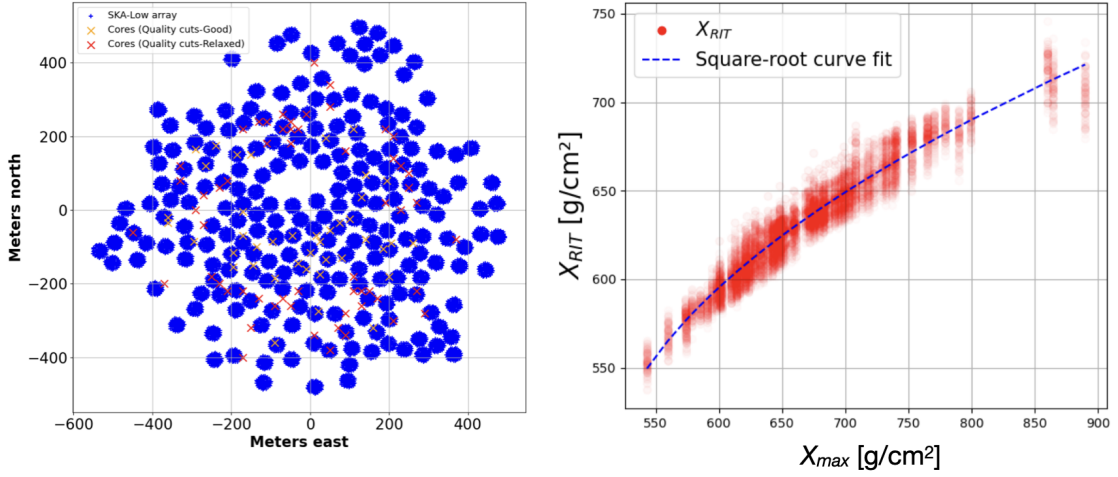 SKA-Low array
Cores (Quality cuts-Good)
Cores (Quality cuts-Relaxed)
400
200
0
−200
−400
Meters north
−600
−400
−200
0
200
400
Meters east
X_RIT
Square-root curve fit
750
700
650
600
550
X_RIT [g/cm²]
550
600
650
700
750
800
850
900
X_max [g/cm²]